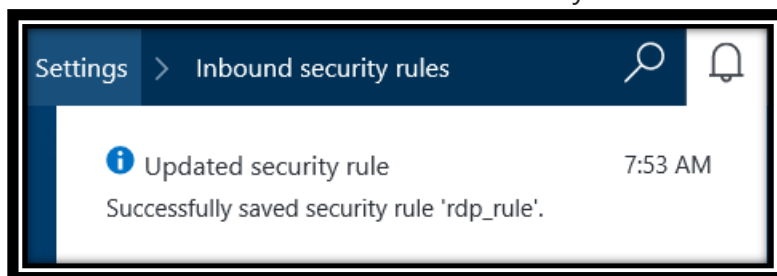 Settings > Inbound security rules
Updated security rule 7:53 AM
Successfully saved security rule 'rdp_rule'.